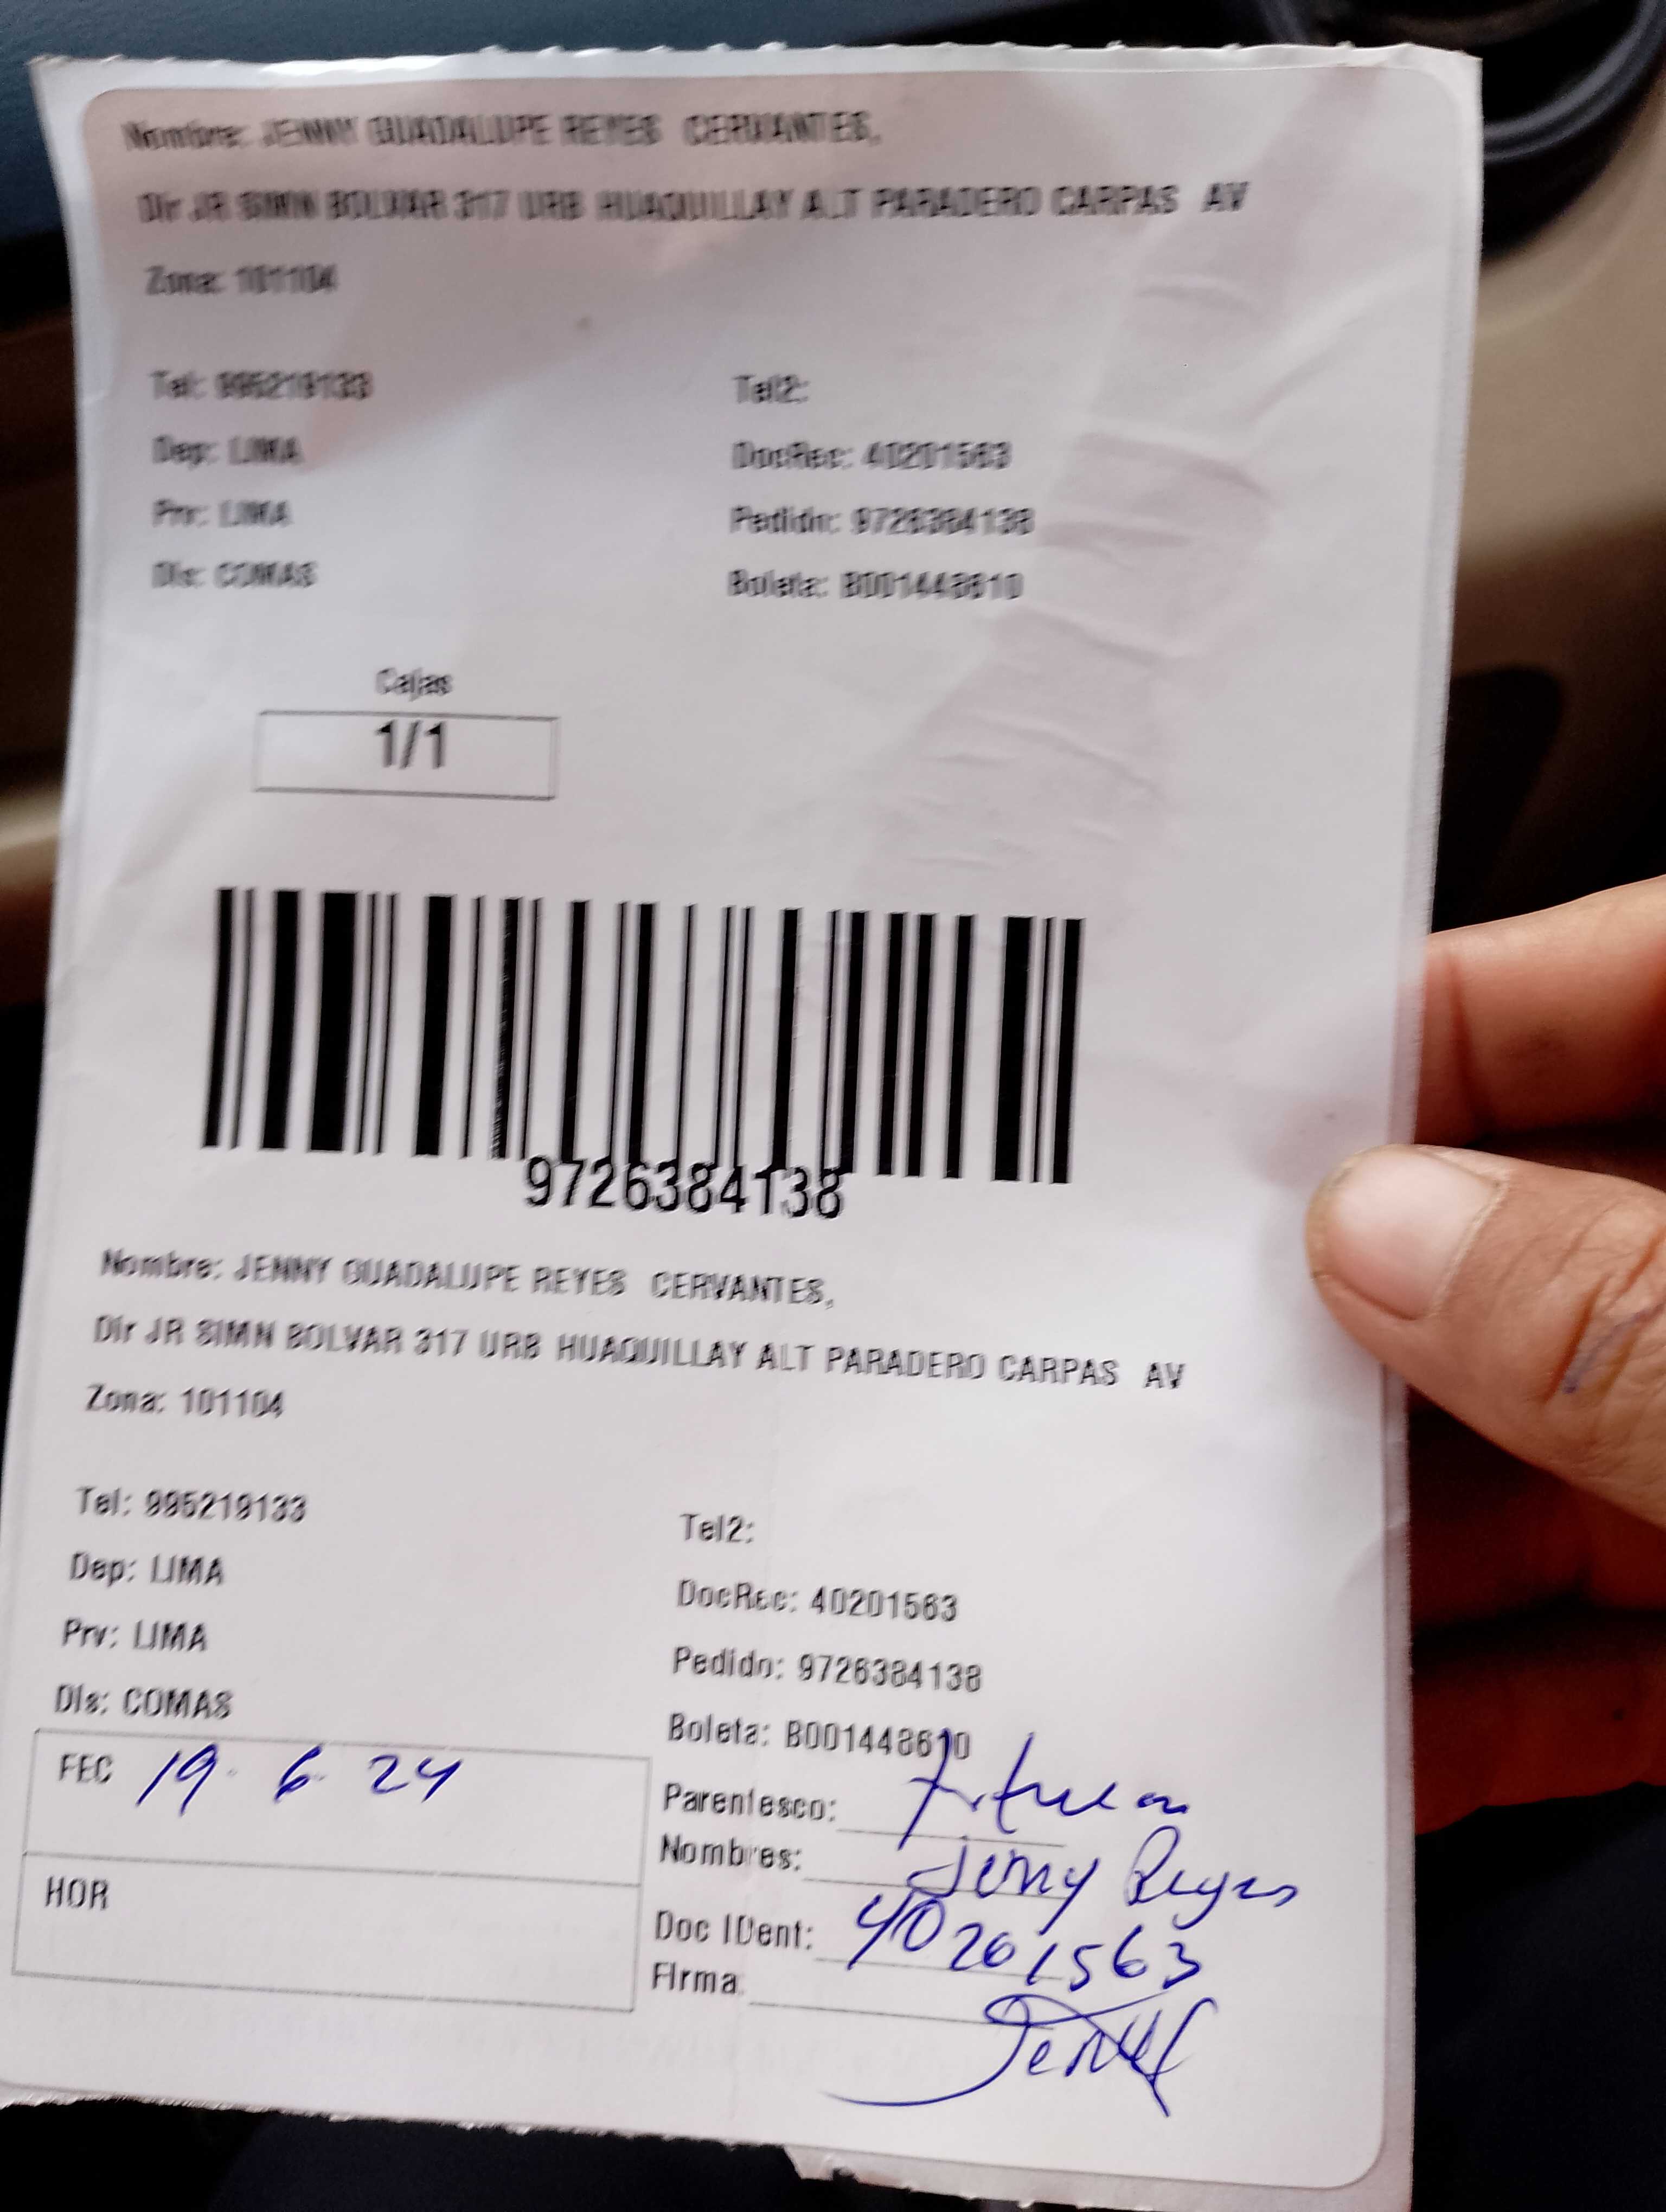 Nombre: JENNY GUADALUPE REYES CERVANTES,
Dir JR SIMN BOLVAR 317 URB HUAQUILLAY ALT PARADERO CARPAS AV
Zona: 101104
Tel: 995219133 Tel2:
Dep: LIMA DocRec: 40201563
Prv: LIMA Pedido: 9726384138
Dis: COMAS Boleta: B001448610
Cajas
1/1
9726384138
Nombre: JENNY GUADALUPE REYES CERVANTES,
Dir JR SIMN BOLVAR 317 URB HUAQUILLAY ALT PARADERO CARPAS AV
Zona: 101104
Tel: 995219133 Tel2:
Dep: LIMA DocRec: 40201563
Prv: LIMA Pedido: 9726384138
Dis: COMAS Boleta: B001448610
FEC 19 - 6 - 24
HOR
Parentesco:
Nombres: Jenny Reyes
Doc IDent: 40201563
Firma: